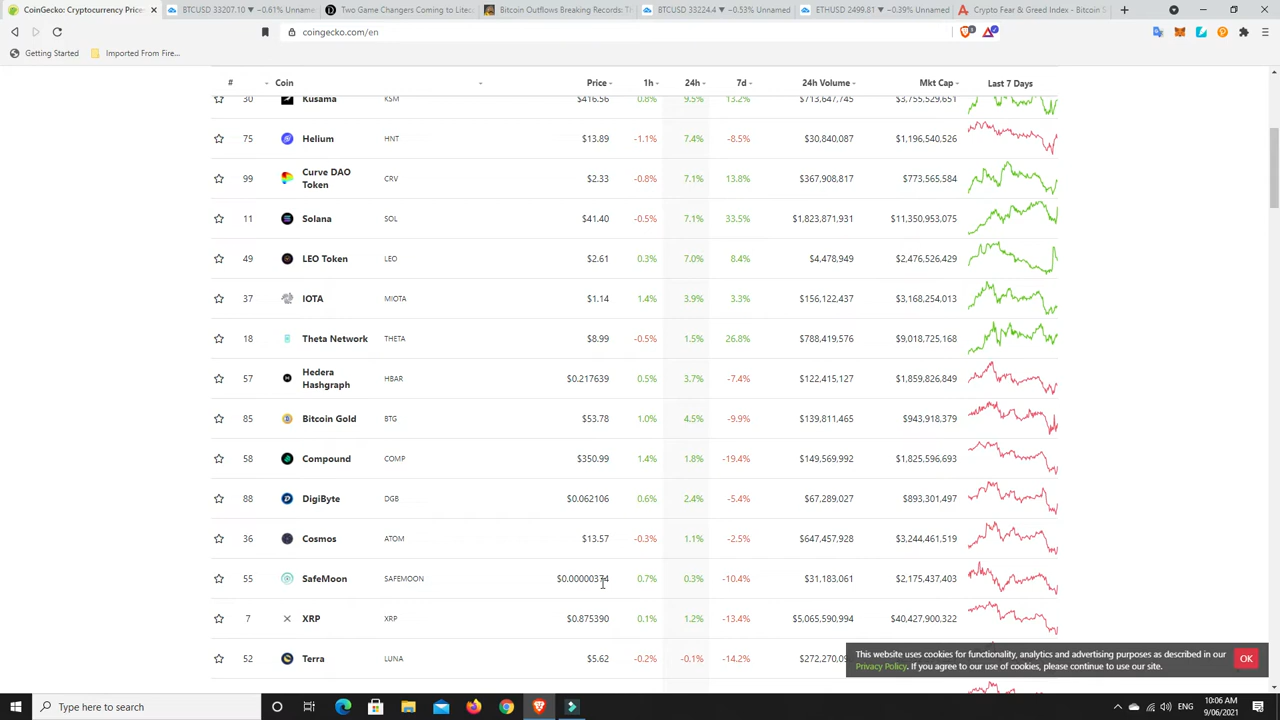 CoinGecko: Cryptocurrency Prices
BTCUSD 33207.10 ▼ −0.61% Unnam
Two Game Changers Coming to Litec
Bitcoin Outflows Breaking Records: T
BTCUSD 33224.4 ▼ −0.53% Unnamed
ETHUSD 2499.81 ▼ −0.39% Unnamed
Crypto Fear & Greed Index - Bitcoin S
coingecko.com/en
Getting Started Imported From Fire...
# Coin Price 1h 24h 7d 24h Volume Mkt Cap Last 7 Days
30 Kusama KSM $416.56 0.8% 9.5% 13.2% $713,647,745 $3,755,529,651
75 Helium HNT $13.89 -1.1% 7.4% -8.5% $30,840,087 $1,196,540,526
99 Curve DAO Token CRV $2.33 -0.8% 7.1% 13.8% $367,908,817 $773,565,584
11 Solana SOL $41.40 -0.5% 7.1% 33.5% $1,823,871,931 $11,350,953,075
49 LEO Token LEO $2.61 0.3% 7.0% 8.4% $4,478,949 $2,476,526,429
37 IOTA MIOTA $1.14 1.4% 3.9% 3.3% $156,122,437 $3,168,254,013
18 Theta Network THETA $8.99 -0.5% 1.5% 26.8% $788,419,576 $9,018,725,168
57 Hedera Hashgraph HBAR $0.217639 0.5% 3.7% -7.4% $122,415,127 $1,859,826,849
85 Bitcoin Gold BTG $53.78 1.0% 4.5% -9.9% $139,811,465 $943,918,379
58 Compound COMP $350.99 1.4% 1.8% -19.4% $149,569,992 $1,825,596,693
88 DigiByte DGB $0.062106 0.6% 2.4% -5.4% $67,289,027 $893,301,497
36 Cosmos ATOM $13.57 -0.3% 1.1% -2.5% $647,457,928 $3,244,461,519
55 SafeMoon SAFEMOON $0.00000374 0.7% 0.3% -10.4% $31,183,061 $2,175,437,403
7 XRP XRP $0.875390 0.1% 1.2% -13.4% $5,065,590,994 $40,427,900,322
52 Terra LUNA $5.62 -0.2% -0.1% -14.2% $272,270,0
This website uses cookies for functionality, analytics and advertising purposes as described in our
Privacy Policy. If you agree to our use of cookies, please continue to use our site.
OK
Type here to search
ENG
10:06 AM
9/06/2021